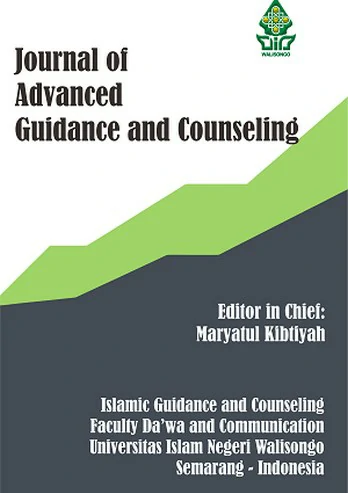 WALISONGO
Journal of
Advanced
Guidance and Counseling
Editor in Chief:
Maryatul Kibtiyah
Islamic Guidance and Counseling
Faculty Da'wa and Communication
Universitas Islam Negeri Walisongo
Semarang - Indonesia